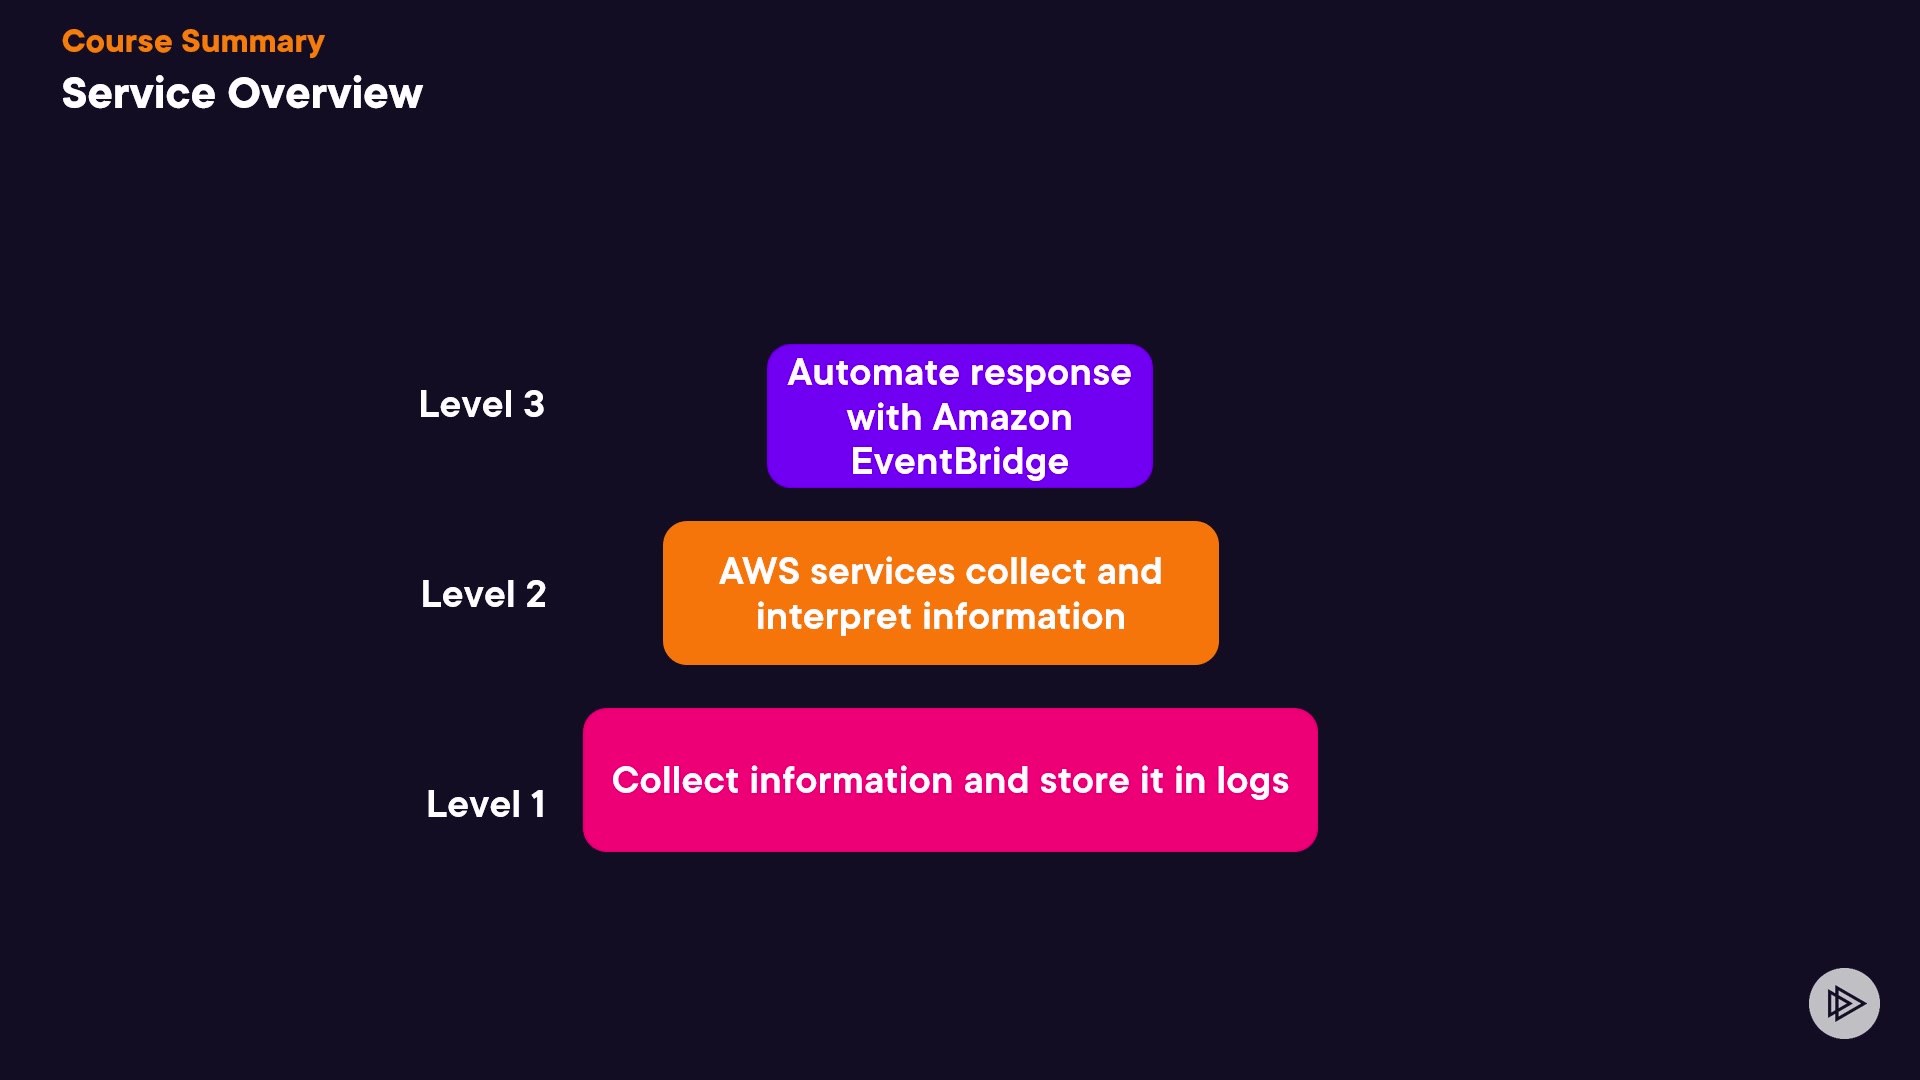 Course Summary
Service Overview
Level 3
Automate response
with Amazon
EventBridge
Level 2
AWS services collect and
interpret information
Level 1
Collect information and store it in logs